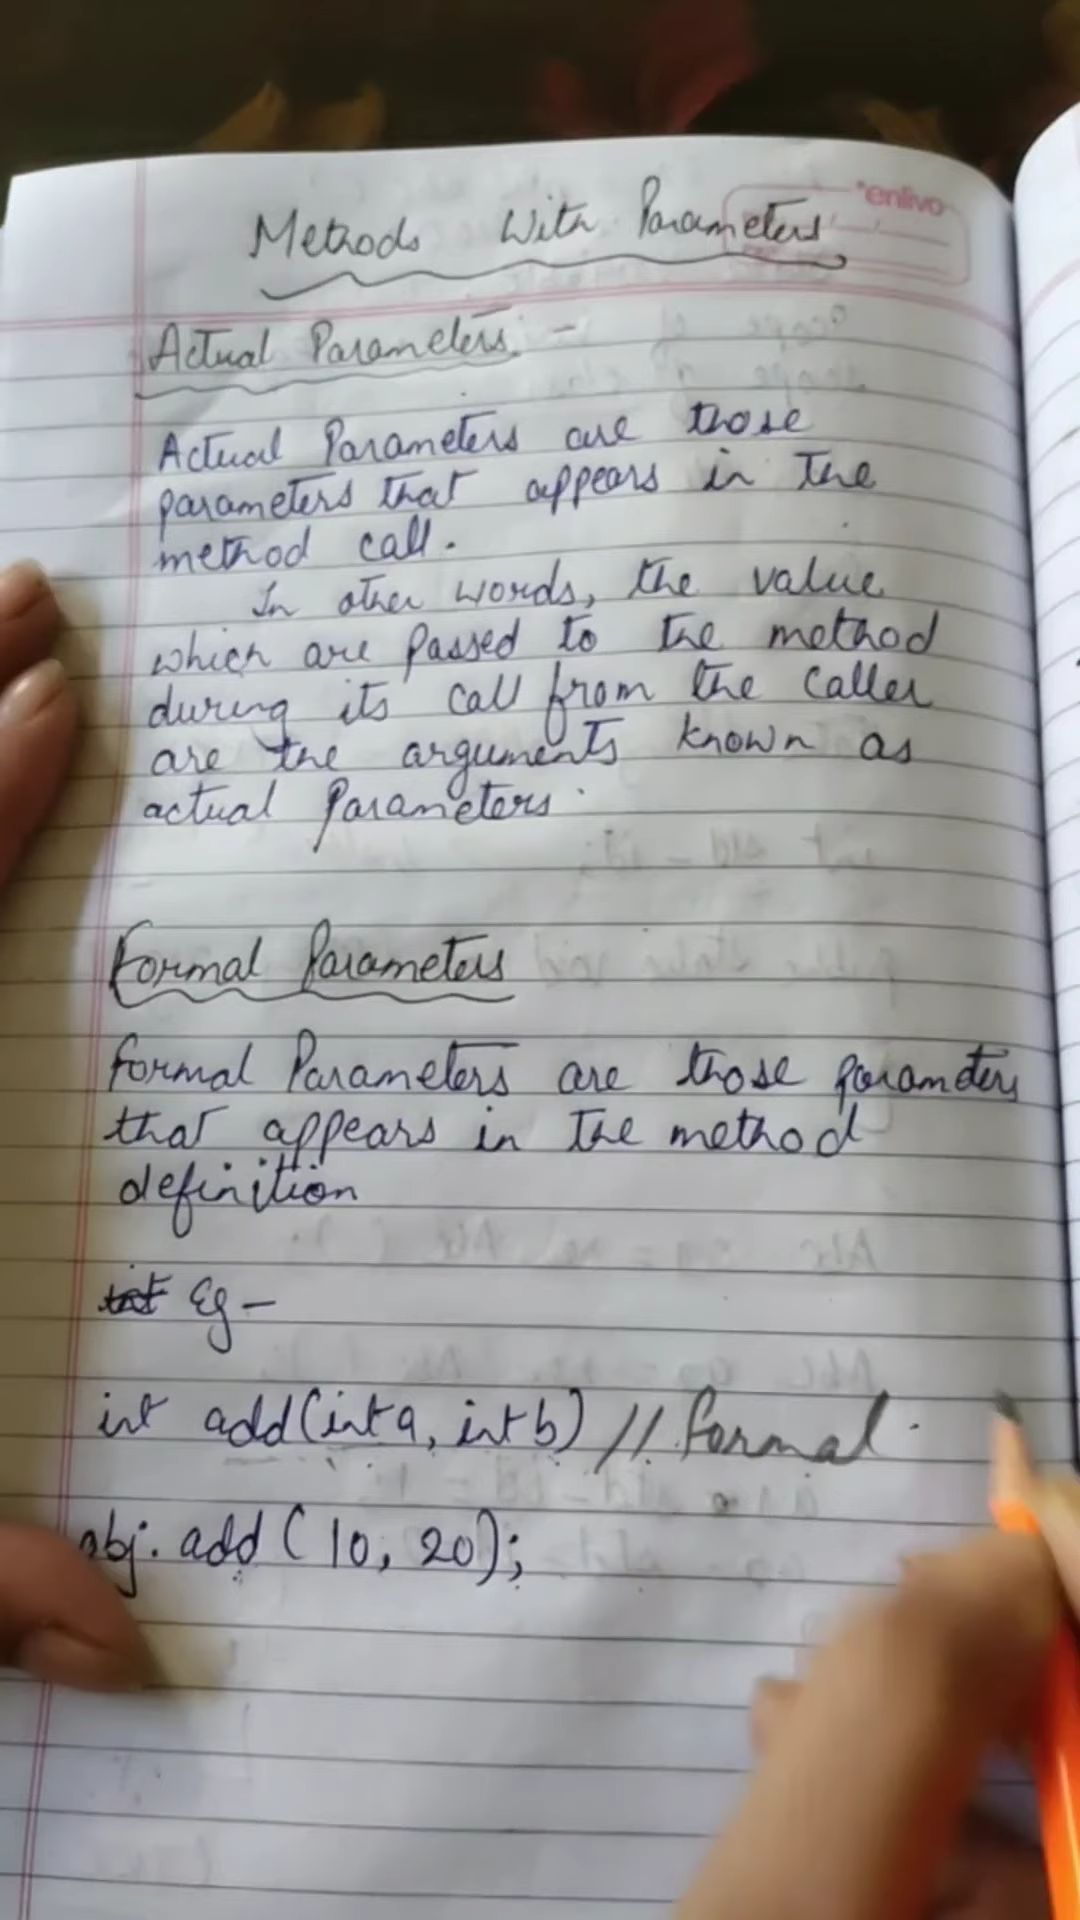 *enlivo
Methods With Parameters
Actual Parameters :-
Actual Parameters are those
parameters that appears in the
method call.
In other words, the value
which are passed to the method
during its call from the caller
are the arguments known as
actual Parameters.
Formal Parameters
formal Parameters are those parameters
that appears in the method
definition
int Eg -
int add(int a, int b) // formal
obj. add ( 10, 20);